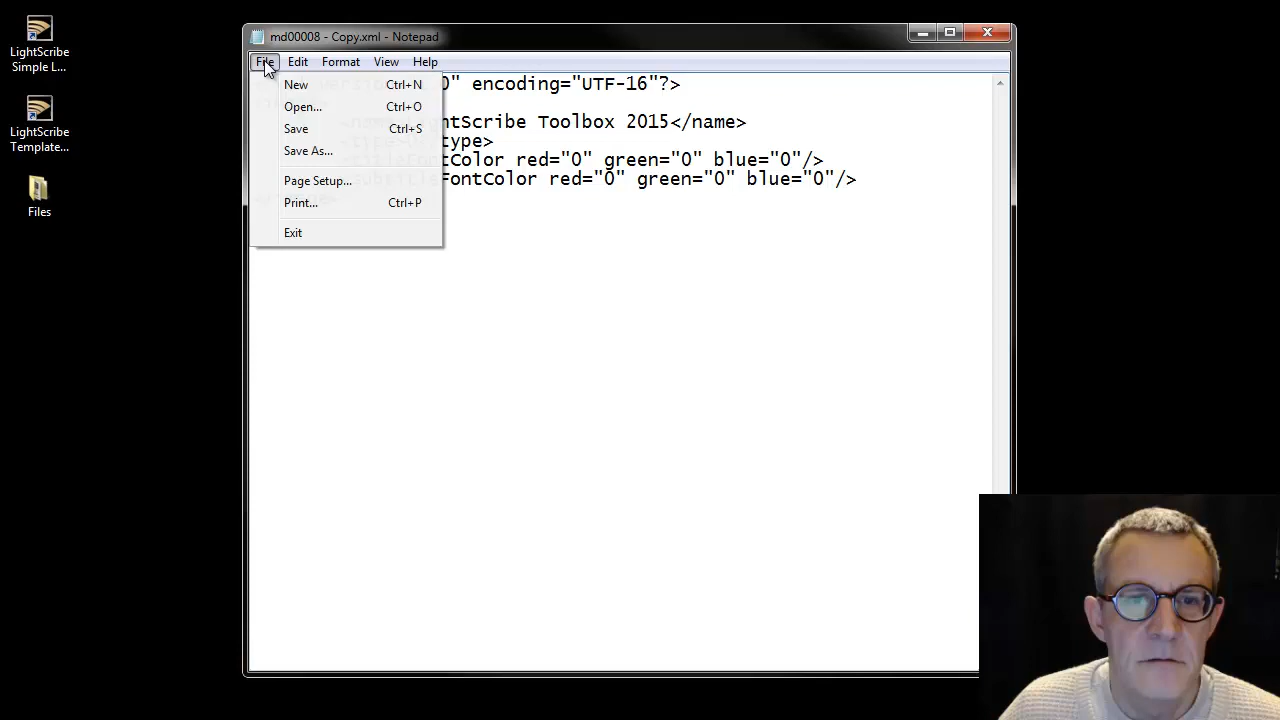 LightScribe
Simple L...
LightScribe
Template...
Files
md00008 - Copy.xml - Notepad
File Edit Format View Help
New Ctrl+N
Open... Ctrl+O
Save Ctrl+S
Save As...
Page Setup...
Print... Ctrl+P
Exit
0" encoding="UTF-16"?>
LightScribe Toolbox 2015</name>
type>
FontColor red="0" green="0" blue="0"/>
subtitleFontColor red="0" green="0" blue="0"/>